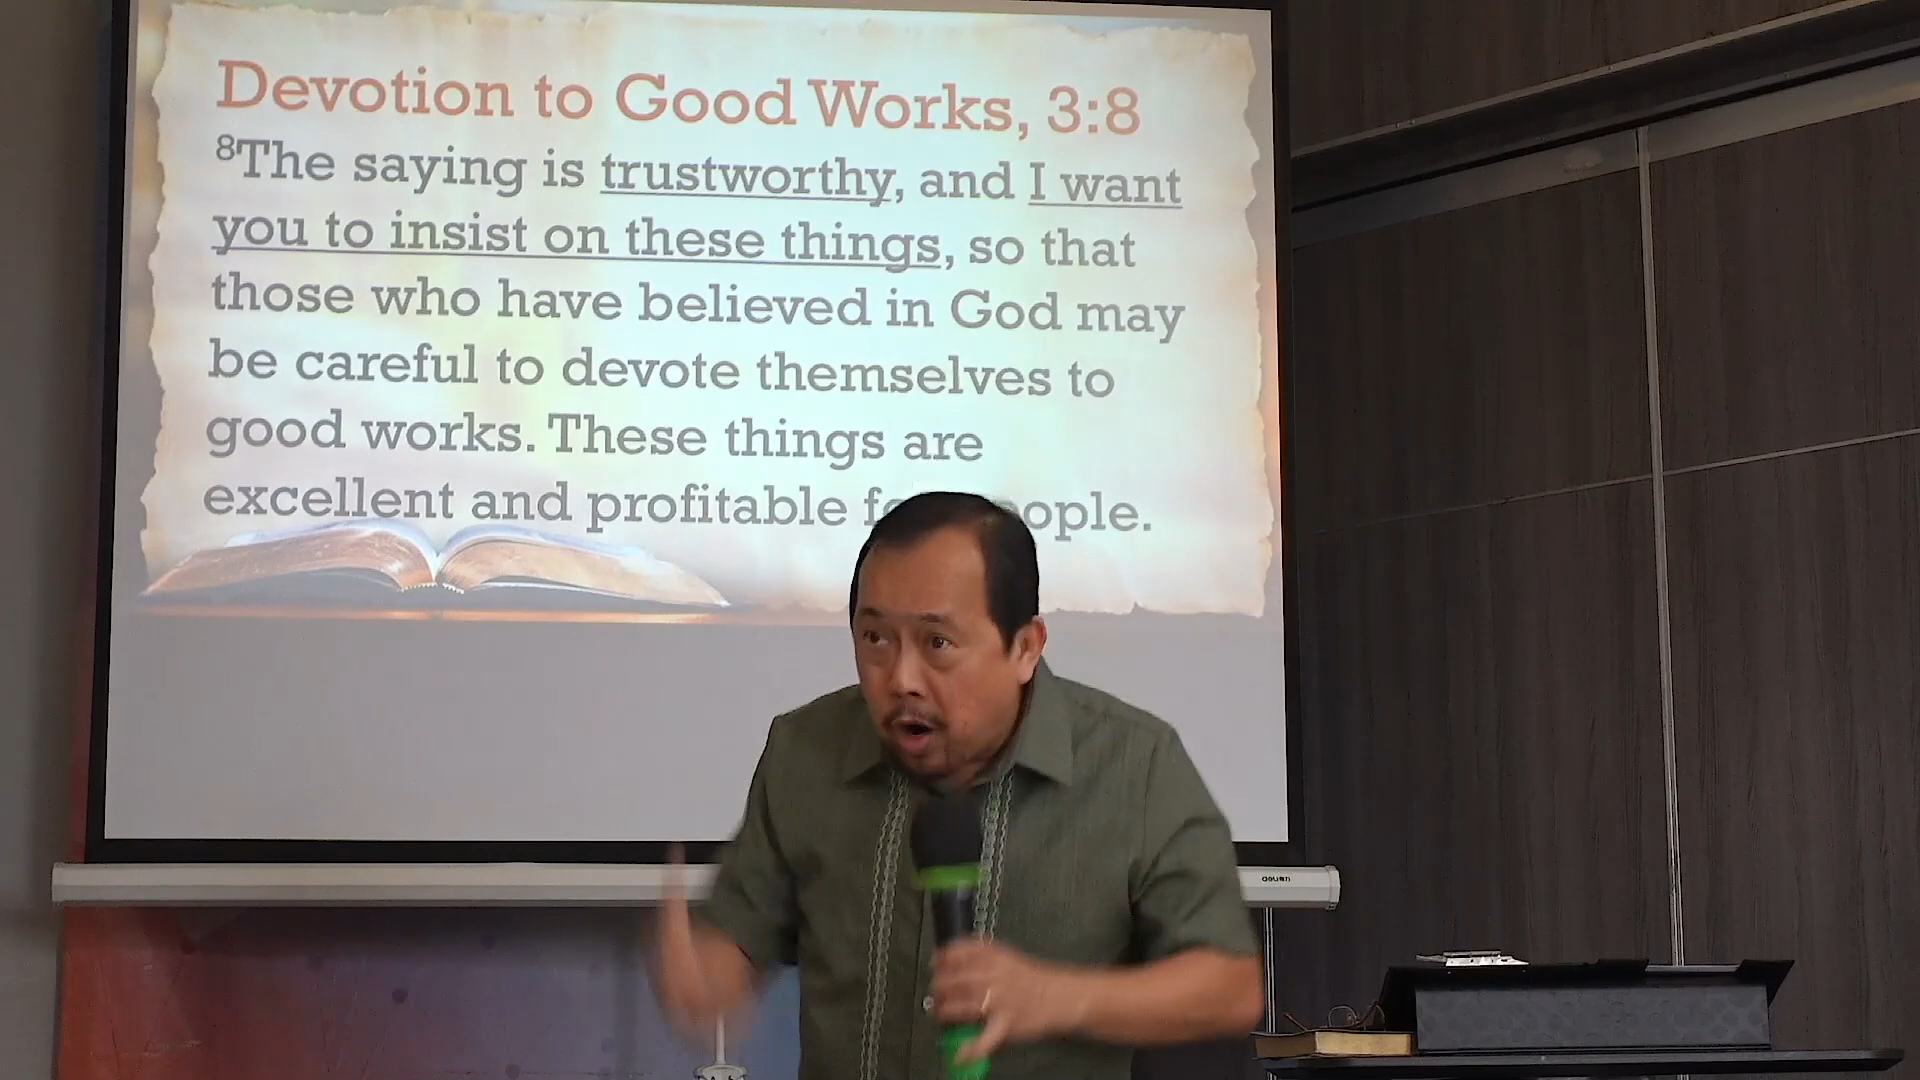 Devotion to Good Works, 3:8
8The saying is trustworthy, and I want
you to insist on these things, so that
those who have believed in God may
be careful to devote themselves to
good works. These things are
excellent and profitable